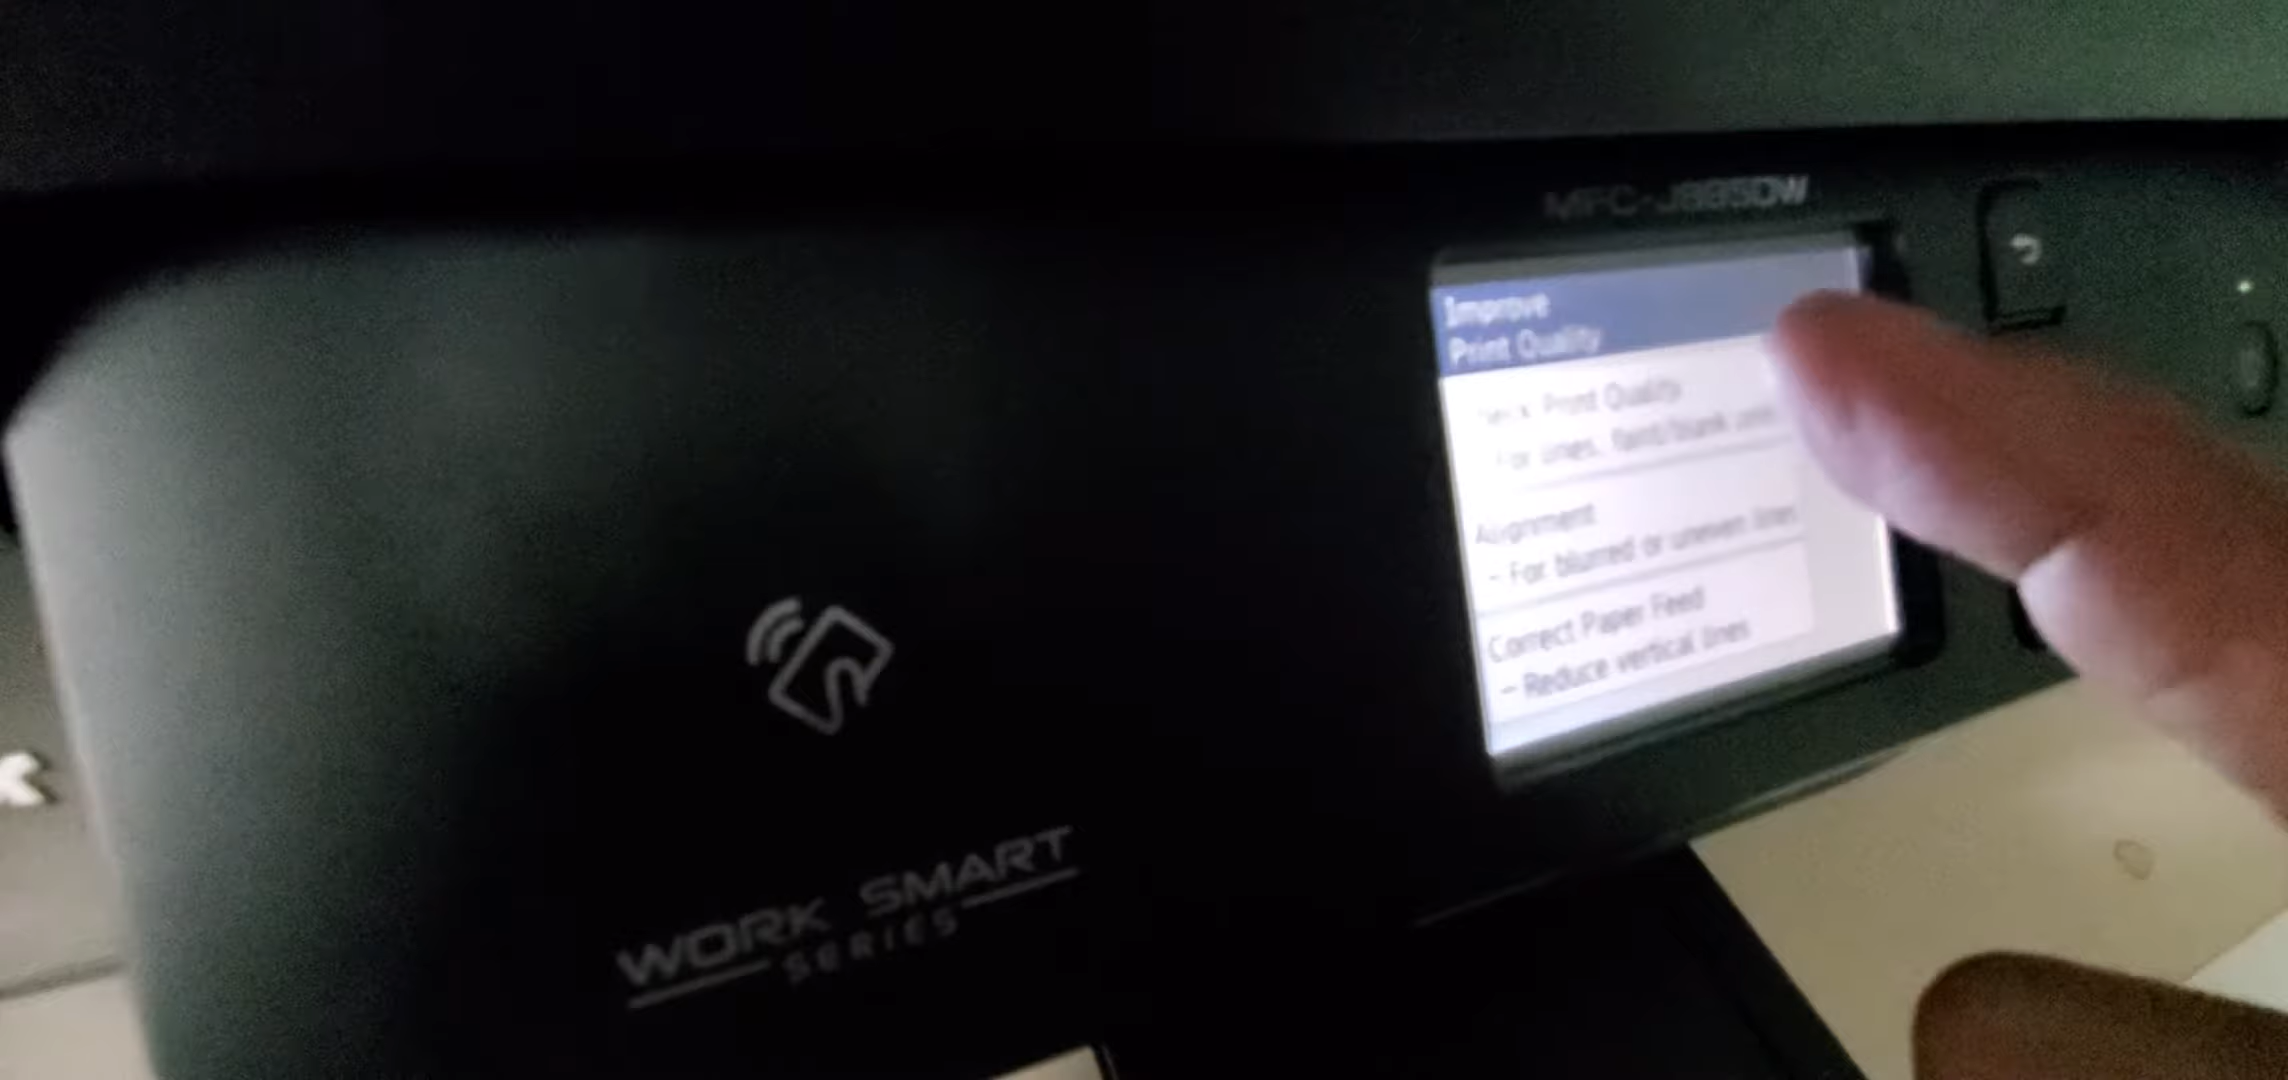 MFC-J885DW
Improve
Print Quality
Check Print Quality
For lines, faint/blank
Alignment
- For blurred or uneven lines
Correct Paper Feed
- Reduce vertical lines
WORK SMART
SERIES